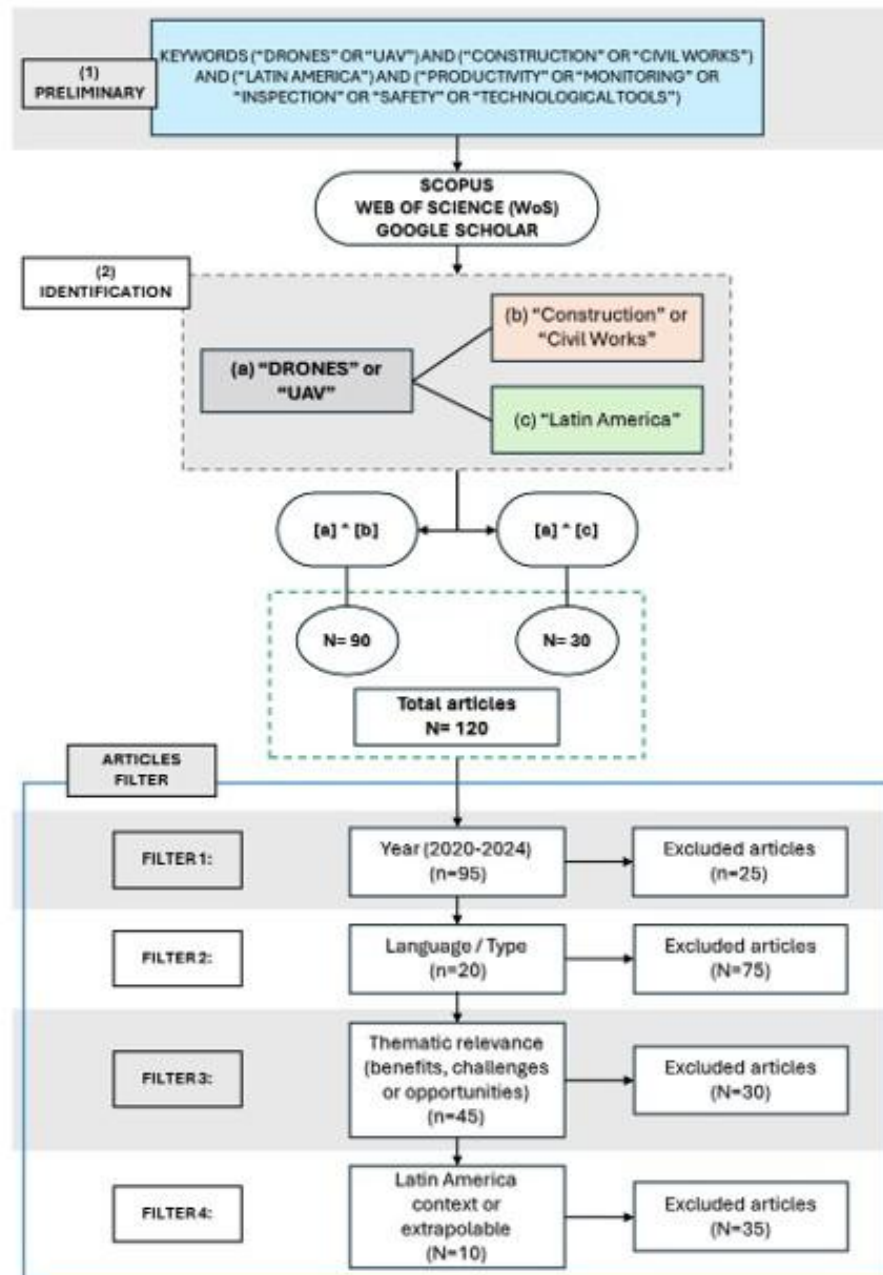 (1)
PRELIMINARY
KEYWORDS ("DRONES" OR "UAV") AND ("CONSTRUCTION" OR "CIVIL WORKS")
AND ("LATIN AMERICA") AND ("PRODUCTIVITY" OR "MONITORING" OR
"INSPECTION" OR "SAFETY" OR "TECHNOLOGICAL TOOLS")
SCOPUS
WEB OF SCIENCE (WoS)
GOOGLE SCHOLAR
(2)
IDENTIFICATION
(a) "DRONES" or
"UAV"
(b) "Construction" or
"Civil Works"
(c) "Latin America"
[a] ^ [b]
[a] ^ [c]
N= 90
N= 30
Total articles
N= 120
ARTICLES
FILTER
FILTER 1:
Year (2020-2024)
(n=95)
Excluded articles
(n=25)
FILTER 2:
Language / Type
(n=20)
Excluded articles
(N=75)
FILTER 3:
Thematic relevance
(benefits, challenges
or opportunities)
(n=45)
Excluded articles
(N=30)
FILTER 4:
Latin America
context or
extrapolable
(N=10)
Excluded articles
(N=35)